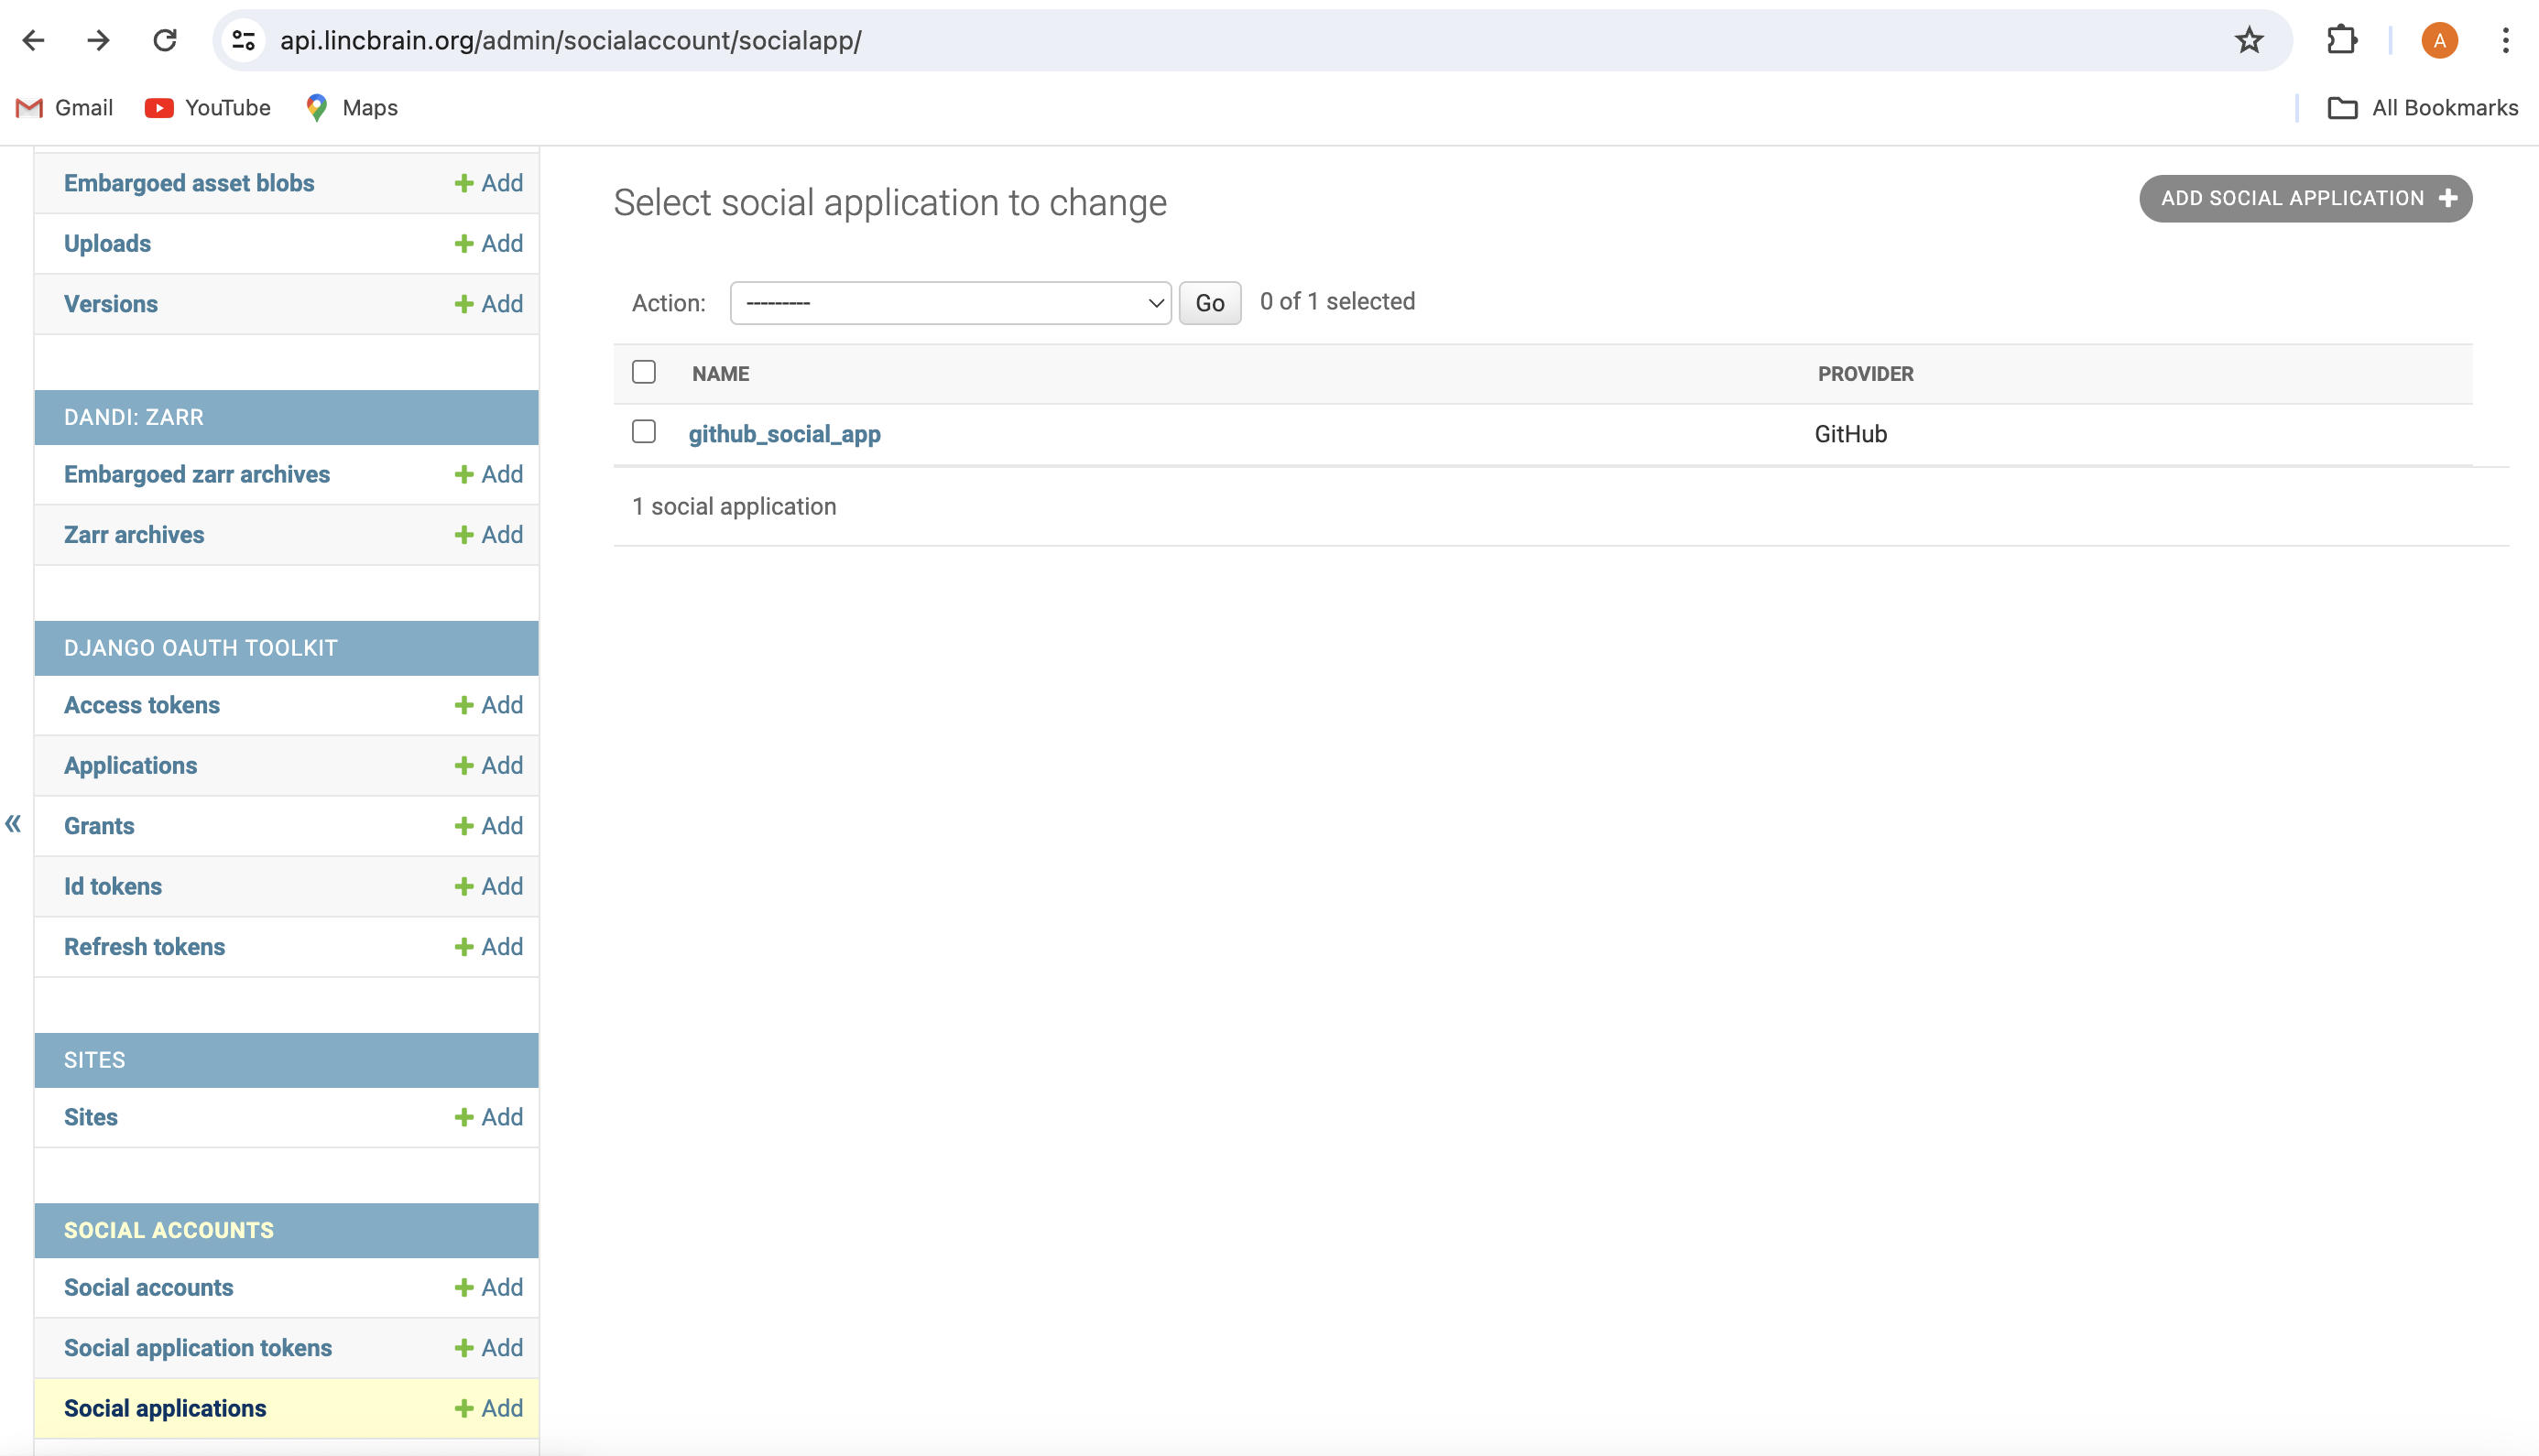 api.lincbrain.org/admin/socialaccount/socialapp/
A
Gmail
YouTube
Maps
All Bookmarks
Embargoed asset blobs Add
Uploads Add
Versions Add
DANDI: ZARR
Embargoed zarr archives Add
Zarr archives Add
DJANGO OAUTH TOOLKIT
Access tokens Add
Applications Add
Grants Add
Id tokens Add
Refresh tokens Add
SITES
Sites Add
SOCIAL ACCOUNTS
Social accounts Add
Social application tokens Add
Social applications Add
«
Select social application to change
ADD SOCIAL APPLICATION
Action: --------- Go 0 of 1 selected
NAME PROVIDER
github_social_app GitHub
1 social application